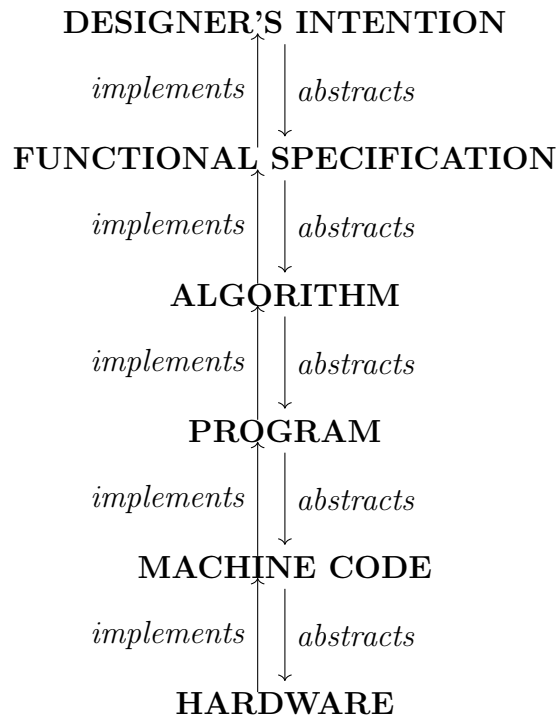 DESIGNER'S INTENTION
implements abstracts
FUNCTIONAL SPECIFICATION
implements abstracts
ALGORITHM
implements abstracts
PROGRAM
implements abstracts
MACHINE CODE
implements abstracts
HARDWARE